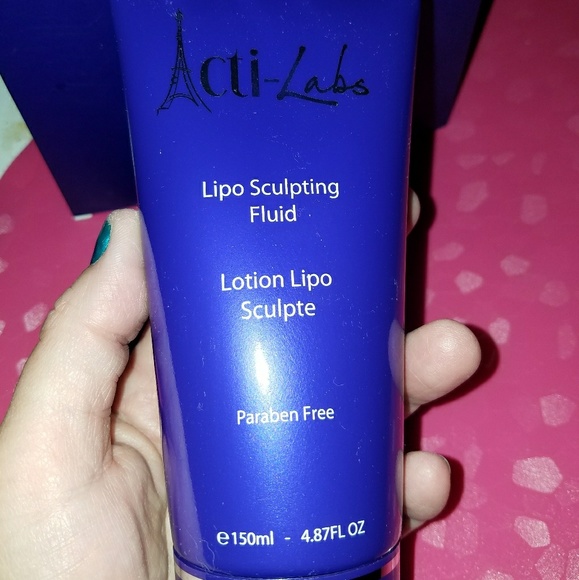 Acti-Labs
Lipo Sculpting
Fluid
Lotion Lipo
Sculpte
Paraben Free
℮150ml - 4.87FL OZ